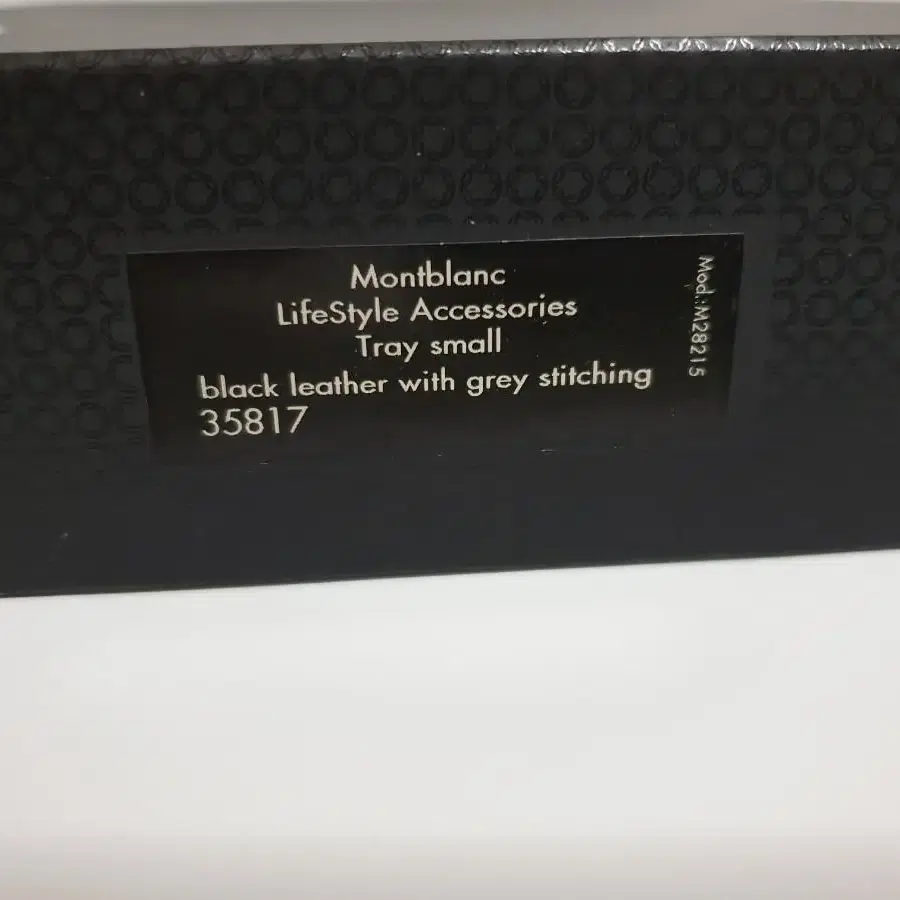 Montblanc
LifeStyle Accessories
Tray small
black leather with grey stitching
35817
Mod.:M28215